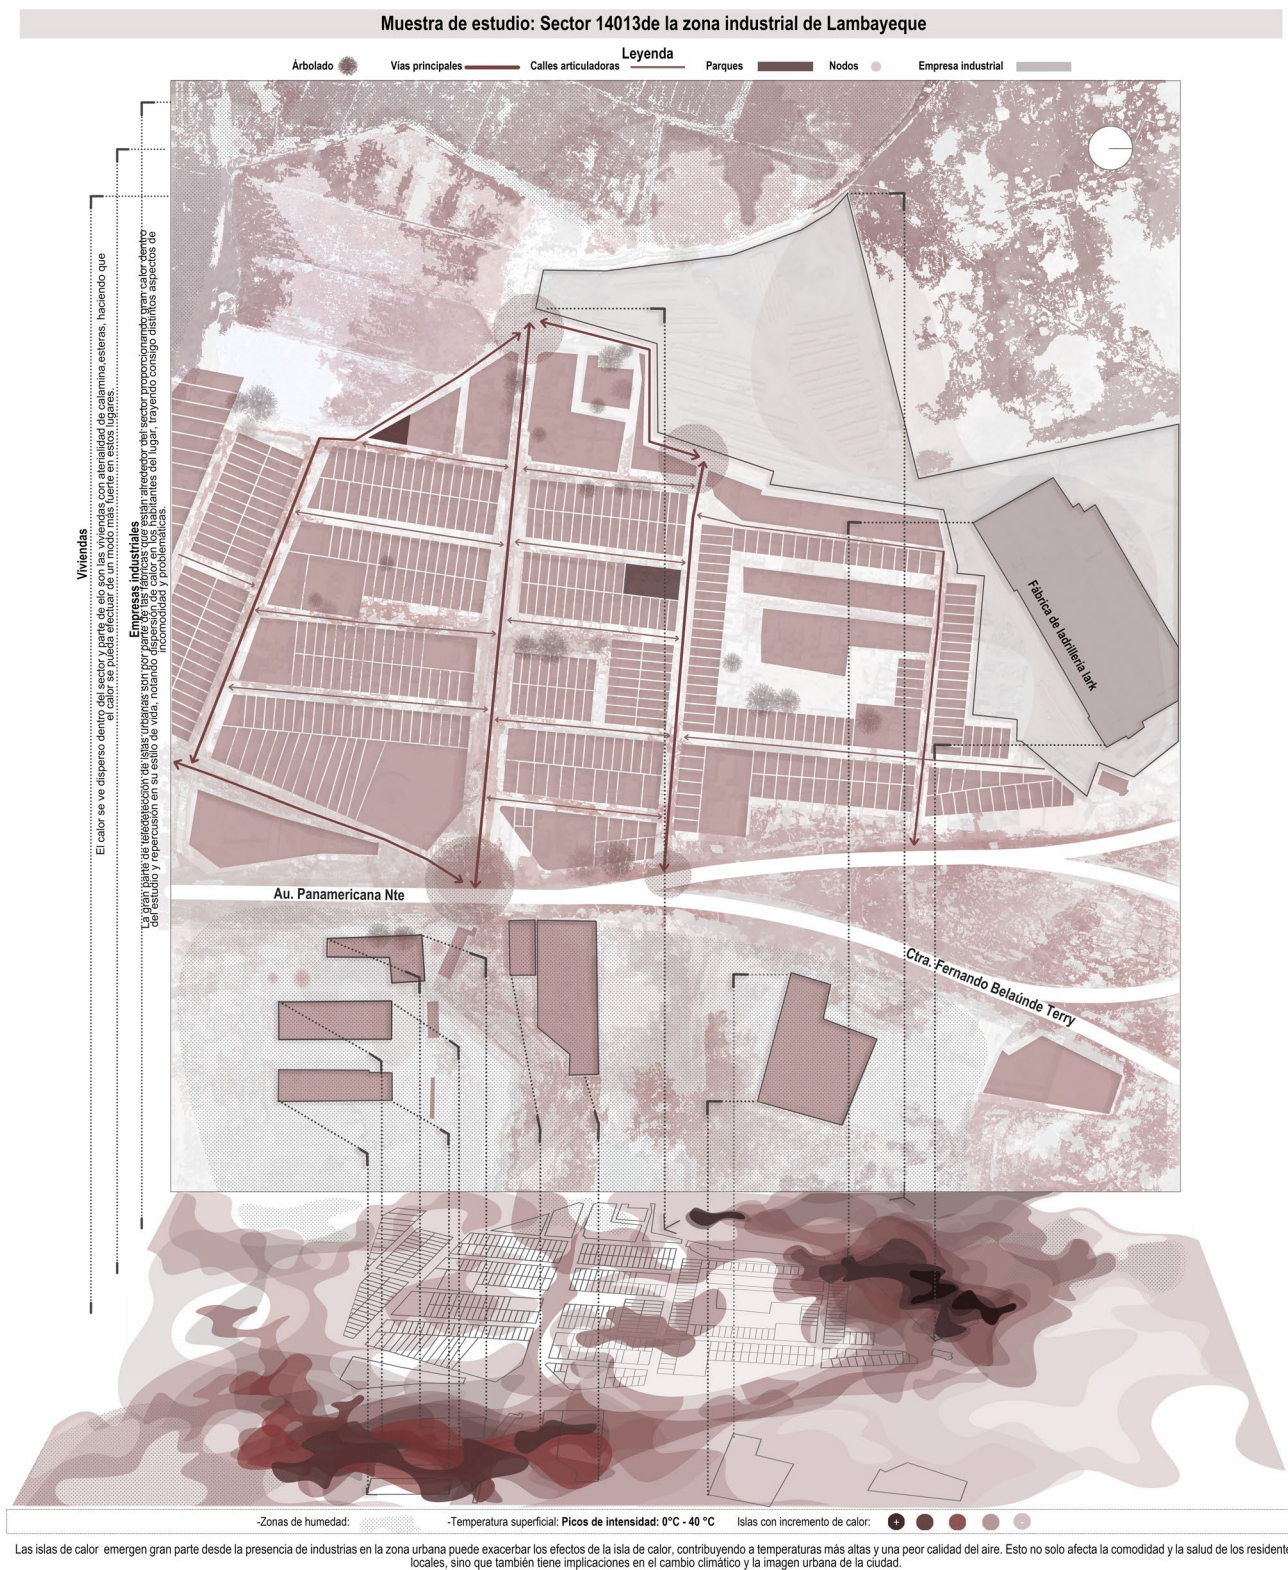 Muestra de estudio: Sector 14013de la zona industrial de Lambayeque
Leyenda
Árbolado
Vías principales
Calles articuladoras
Parques
Nodos
Empresa industrial
Viviendas
El calor se ve disperso dentro del sector y parte de ello son las viviendas con aterialidad de calamina,esteras, haciendo que
el calor se pueda efectuar de un modo más fuerte en estos lugares.
Empresas industriales
La gran parte de teledetección de islas urbanas son por parte de las fábricas que están alrededor del sector proporcionando gran calor dentro
del estudio y repercusión en su estilo de vida, notando dispersión de calor en los habitantes del lugar, trayendo consigo distintos aspectos de
incomodidad y problemáticas.
Fábrica de ladrilleria lark
Au. Panamericana Nte
Ctra. Fernando Belaúnde Terry
-Zonas de humedad:
-Temperatura superficial: Picos de intensidad: 0°C - 40 °C
Islas con incremento de calor:
+
-
Las islas de calor emergen gran parte desde la presencia de industrias en la zona urbana puede exacerbar los efectos de la isla de calor, contribuyendo a temperaturas más altas y una peor calidad del aire. Esto no solo afecta la comodidad y la salud de los residente
locales, sino que también tiene implicaciones en el cambio climático y la imagen urbana de la ciudad.